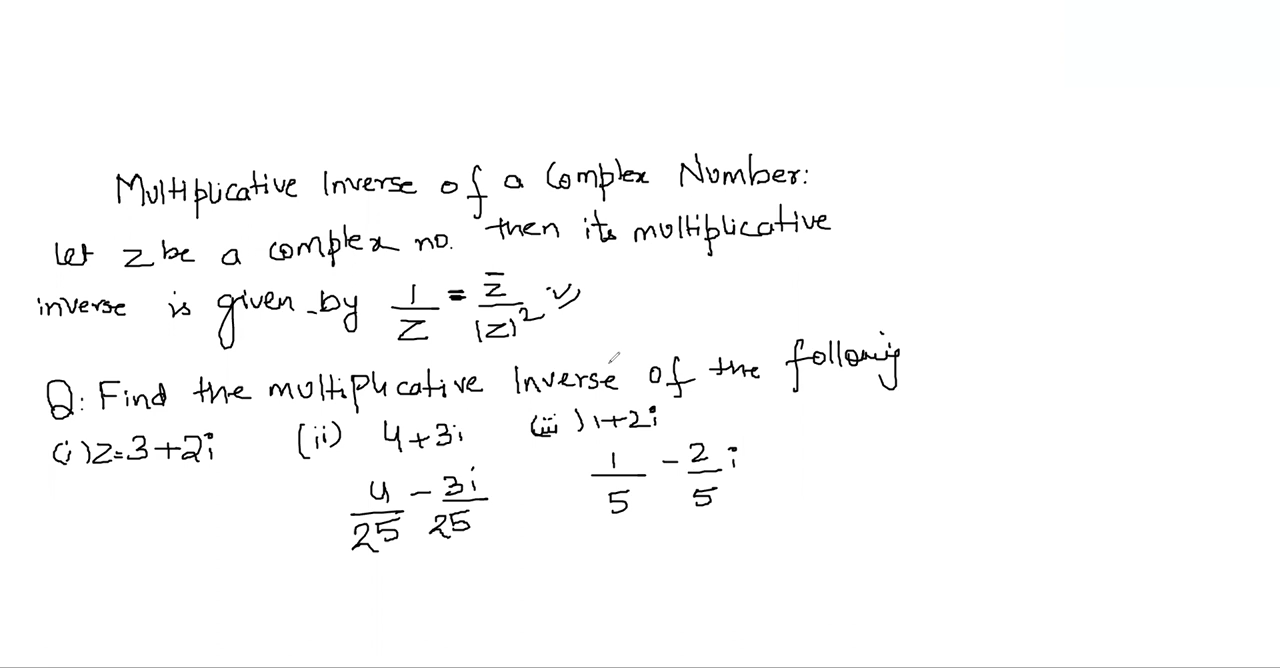 Multiplicative Inverse of a Complex Number:
let z be a complex no. then its multiplicative
inverse is given by 1/z = z̄/|z|²
Q: Find the multiplicative Inverse of the following
(i) z=3+2i (ii) 4+3i (iii) 1+2i
4/25 - 3i/25 1/5 - 2/5 i